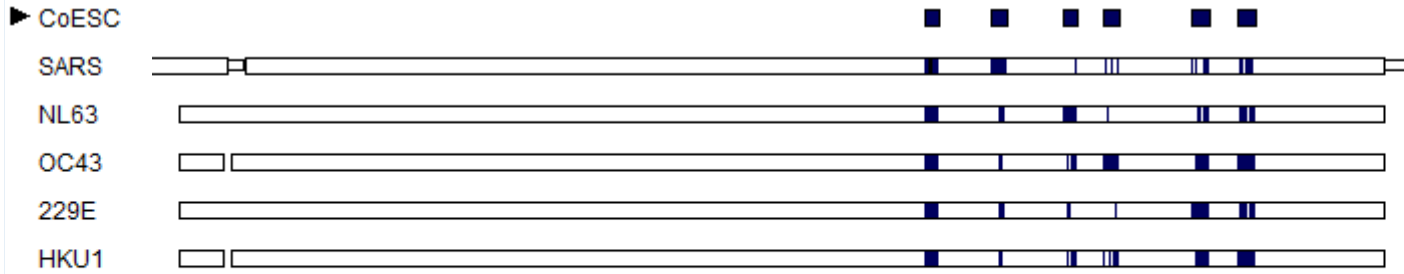 CoESC
SARS
NL63
OC43
229E
HKU1